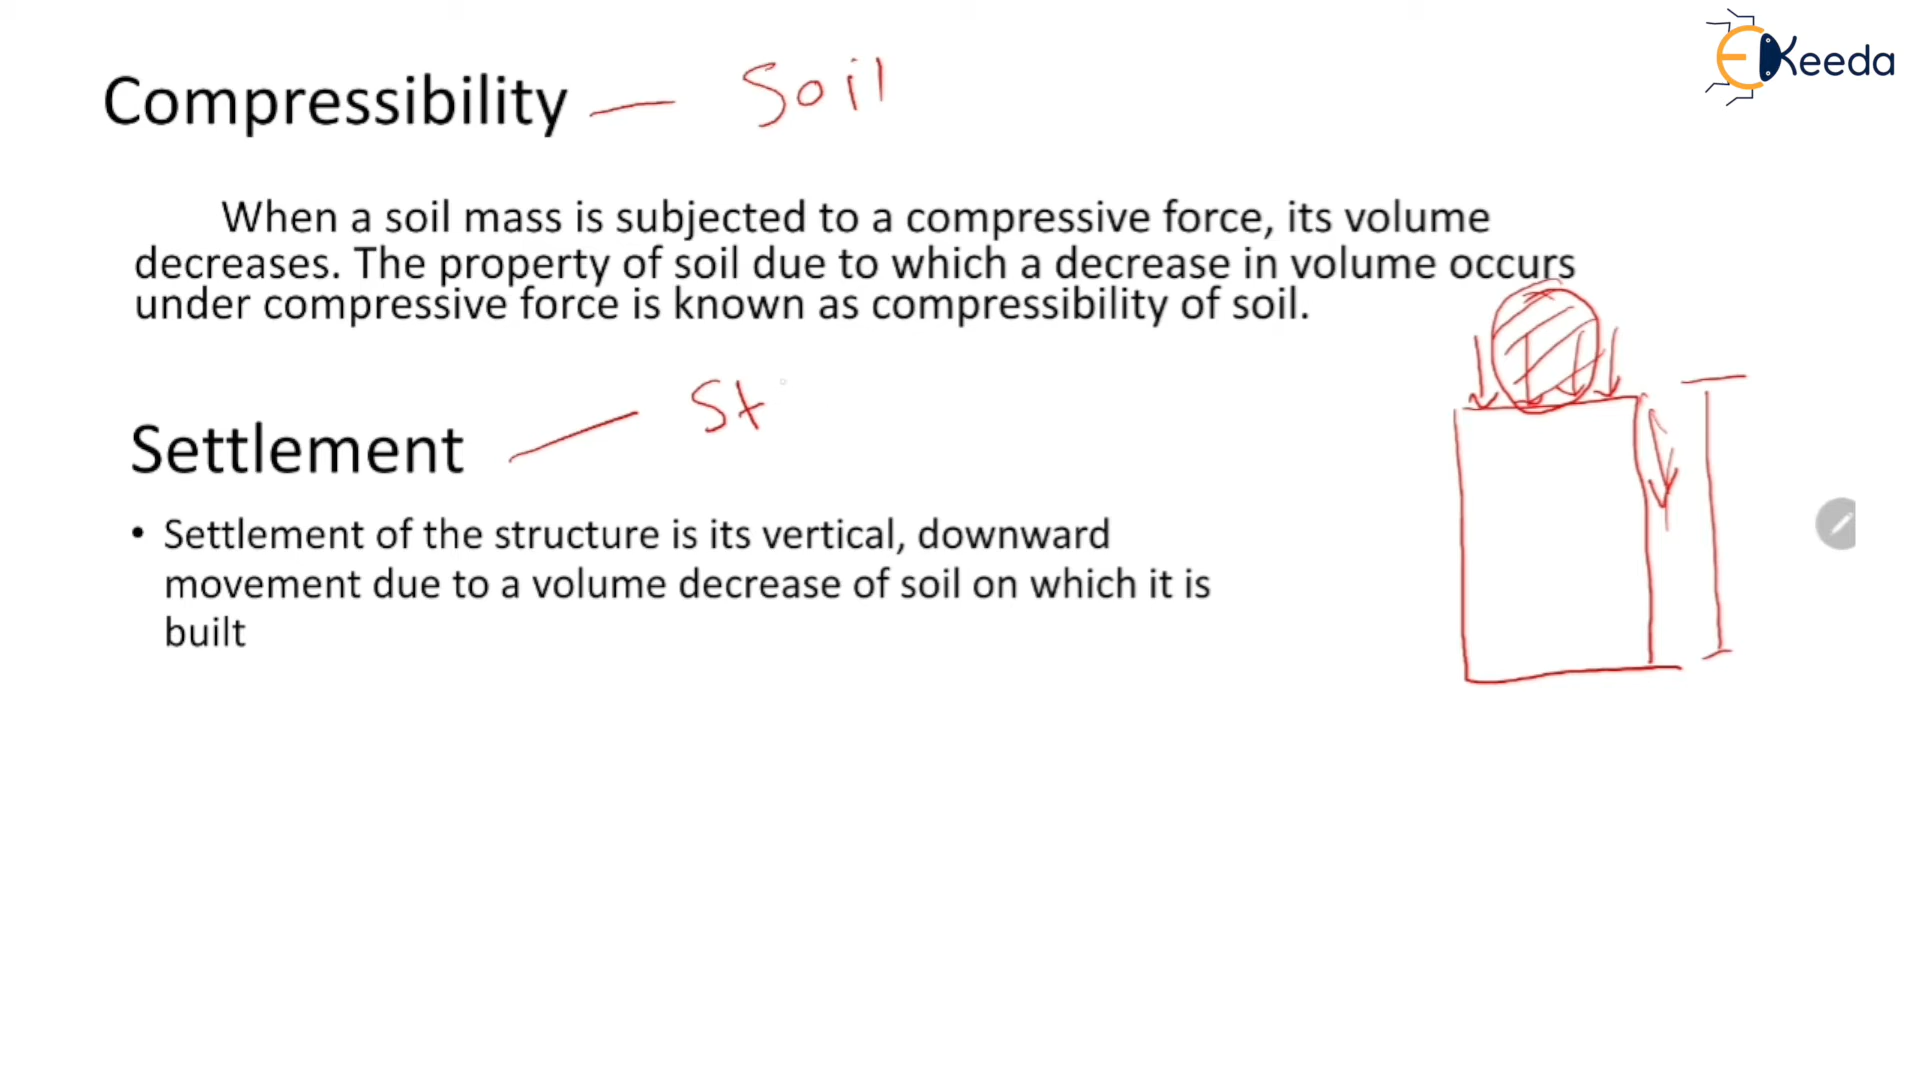 Keeda
Compressibility — Soil
When a soil mass is subjected to a compressive force, its volume
decreases. The property of soil due to which a decrease in volume occurs
under compressive force is known as compressibility of soil.
Settlement — St
• Settlement of the structure is its vertical, downward
movement due to a volume decrease of soil on which it is
built